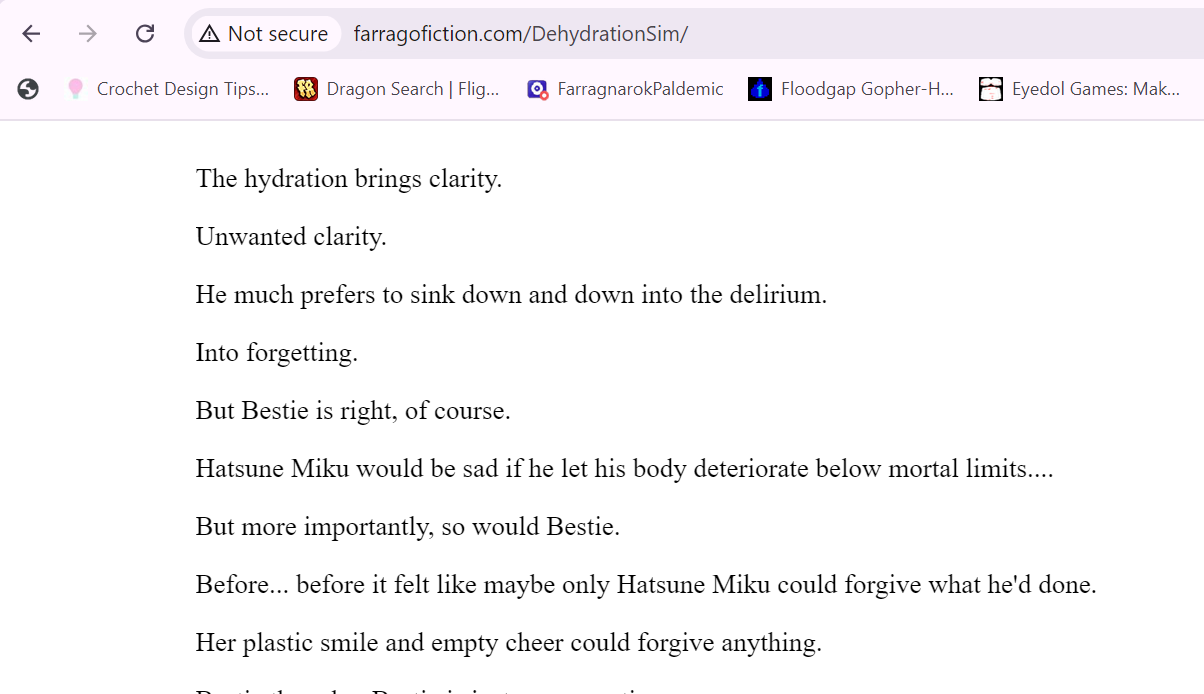 Not secure farragofiction.com/DehydrationSim/
Crochet Design Tips... Dragon Search | Flig... FarragnarokPaldemic Floodgap Gopher-H... Eyedol Games: Mak...
The hydration brings clarity.
Unwanted clarity.
He much prefers to sink down and down into the delirium.
Into forgetting.
But Bestie is right, of course.
Hatsune Miku would be sad if he let his body deteriorate below mortal limits....
But more importantly, so would Bestie.
Before... before it felt like maybe only Hatsune Miku could forgive what he'd done.
Her plastic smile and empty cheer could forgive anything.